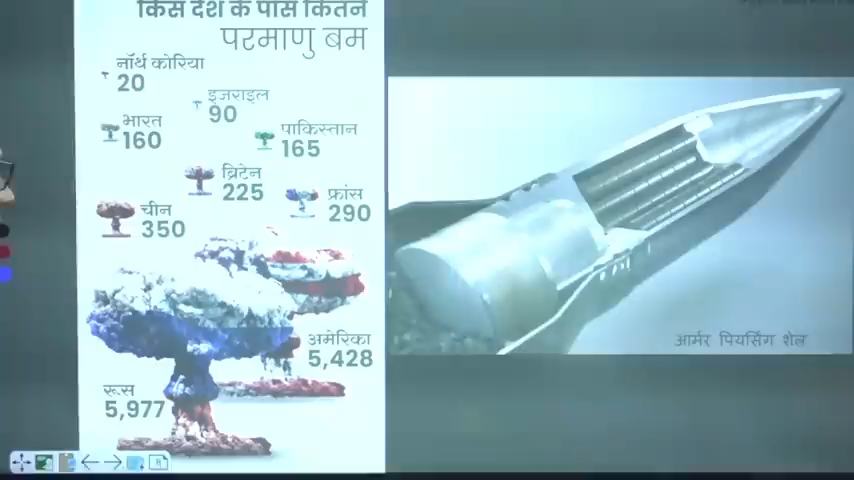 किस देश के पास कितने
परमाणु बम
नॉर्थ कोरिया
20
इजराइल
90
भारत
160
पाकिस्तान
165
ब्रिटेन
225
फ्रांस
290
चीन
350
अमेरिका
5,428
रूस
5,977
आर्मर पियर्सिंग शेल